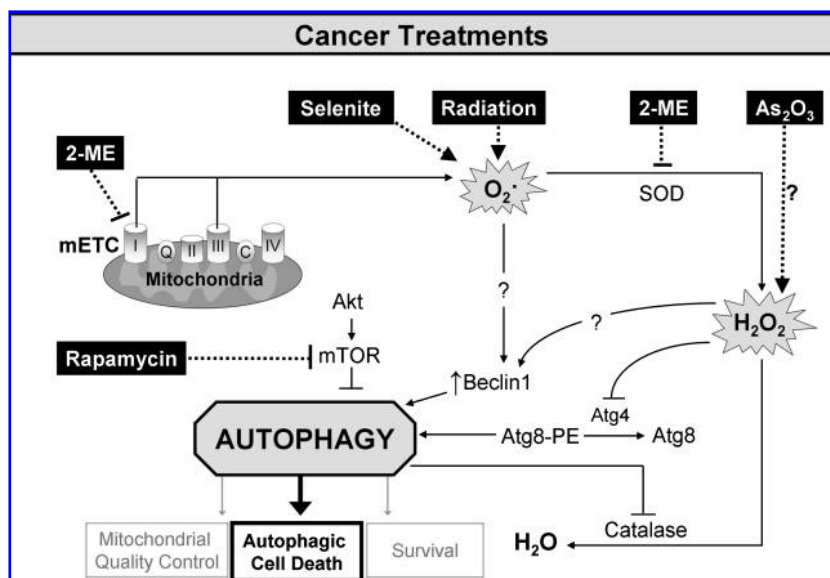 Cancer Treatments
Selenite
Radiation
2-ME
As₂O₃
2-ME
O₂·
SOD
?
mETC
I
Q
II
III
C
IV
Mitochondria
?
Akt
H₂O₂
?
Rapamycin
mTOR
↑Beclin1
Atg4
AUTOPHAGY
Atg8-PE
Atg8
Mitochondrial
Quality Control
Autophagic
Cell Death
Survival
Catalase
H₂O